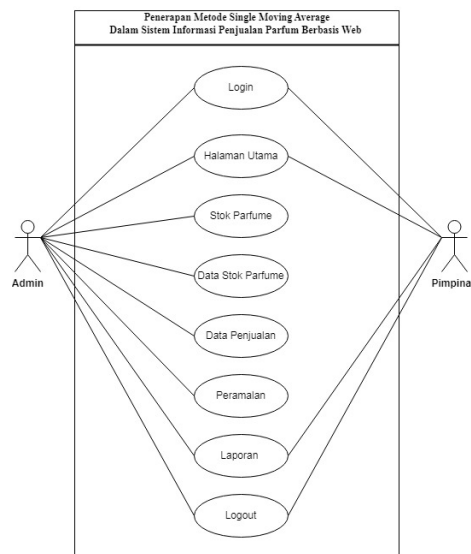 Penerapan Metode Single Moving Average
Dalam Sistem Informasi Penjualan Parfum Berbasis Web
Login
Halaman Utama
Stok Parfume
Admin
Pimpina
Data Stok Parfume
Data Penjualan
Peramalan
Laporan
Logout